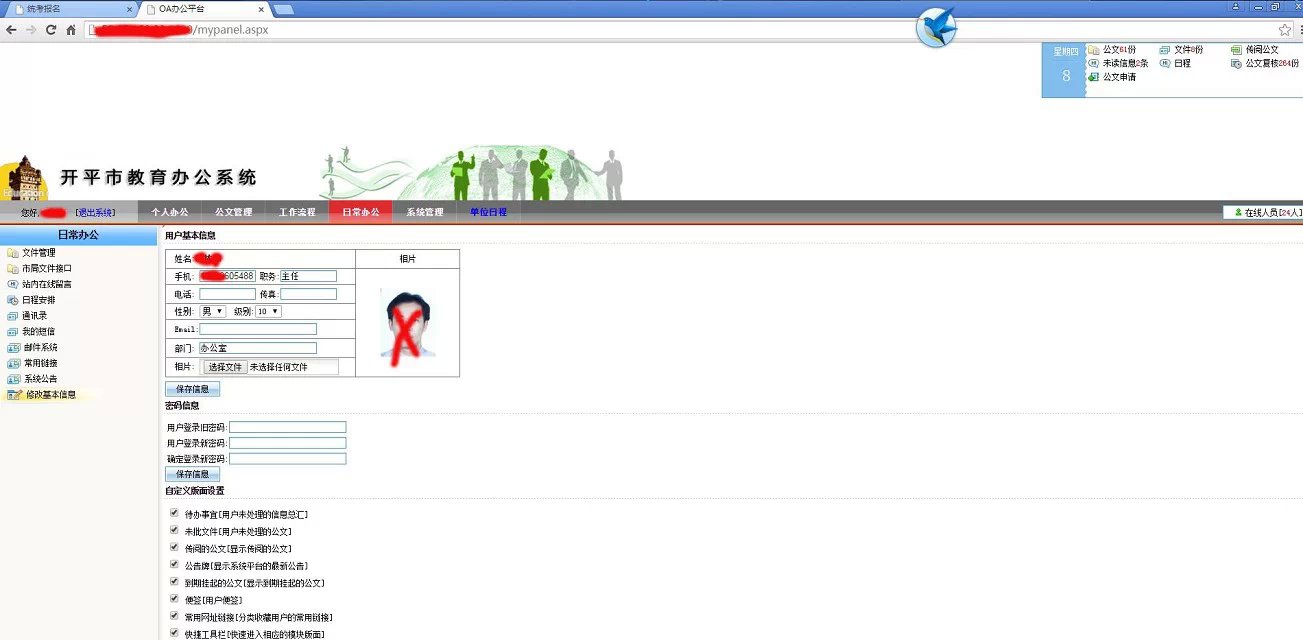 统考报名
OA办公平台
/mypanel.aspx
星期四
8
公文61份 文件8份 传阅公文
未读信息2条 日程 公文复核264份
公文申请
Education
开平市教育办公系统
您好, [退出系统] 个人办公 公文管理 工作流程 日常办公 系统管理 单位日程 在线人员[24人]
日常办公
文件管理
市局文件接口
站内在线留言
日程安排
通讯录
我的短信
邮件系统
常用链接
系统公告
修改基本信息
用户基本信息
姓名: 相片
手机: 605488 职务: 主任
电话: 传真:
性别: 男 级别: 10
Email:
部门: 办公室
相片: 选择文件 未选择任何文件
保存信息
密码信息
用户登录旧密码:
用户登录新密码:
确定登录新密码:
保存信息
自定义版面设置
待办事宜[用户未处理的信息总汇]
未批文件[用户未处理的公文]
传阅的公文[显示传阅的公文]
公告牌[显示系统平台的最新公告]
到期挂起的公文[显示到期挂起的公文]
便签[用户便签]
常用网址链接[分类收藏用户的常用链接]
快捷工具栏[快速进入相应的模块版面]